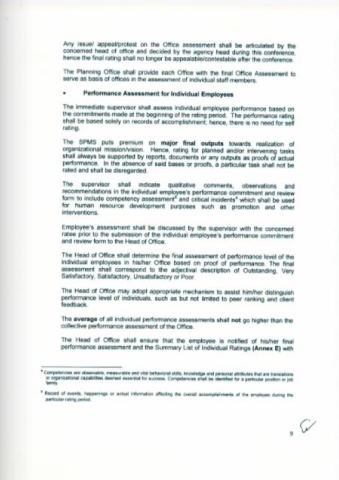 Any issue/ appeal/protest on the Office assessment shall be articulated by the
concerned head of office and decided by the agency head during this conference,
hence the final rating shall no longer be appealable/contestable after the conference.
The Planning Office shall provide each Office with the final Office Assessment to
serve as basis of offices in the assessment of individual staff members.
• Performance Assessment for Individual Employees
The immediate supervisor shall assess individual employee performance based on
the commitments made at the beginning of the rating period. The performance rating
shall be based solely on records of accomplishment; hence, there is no need for self
rating.
The SPMS puts premium on major final outputs towards realization of
organizational mission/vision. Hence, rating for planned and/or intervening tasks
shall always be supported by reports, documents or any outputs as proofs of actual
performance. In the absence of said bases or proofs, a particular task shall not be
rated and shall be disregarded.
The supervisor shall indicate qualitative comments, observations and
recommendations in the individual employee's performance commitment and review
form to include competency assessment⁸ and critical incidents⁹ which shall be used
for human resource development purposes such as promotion and other
interventions.
Employee's assessment shall be discussed by the supervisor with the concerned
ratee prior to the submission of the individual employee's performance commitment
and review form to the Head of Office.
The Head of Office shall determine the final assessment of performance level of the
individual employees in his/her Office based on proof of performance. The final
assessment shall correspond to the adjectival description of Outstanding, Very
Satisfactory, Satisfactory, Unsatisfactory or Poor.
The Head of Office may adopt appropriate mechanism to assist him/her distinguish
performance level of individuals, such as but not limited to peer ranking and client
feedback.
The average of all individual performance assessments shall not go higher than the
collective performance assessment of the Office.
The Head of Office shall ensure that the employee is notified of his/her final
performance assessment and the Summary List of Individual Ratings (Annex E) with
⁸ Competencies are observable, measurable and vital behavioral skills, knowledge and personal attributes that are translations
or organizational capabilities deemed essential for success. Competencies shall be identified for a particular position or job
family.
⁹ Record of events, happenings or actual information affecting the overall accomplishments of the employee during the
particular rating period.
9